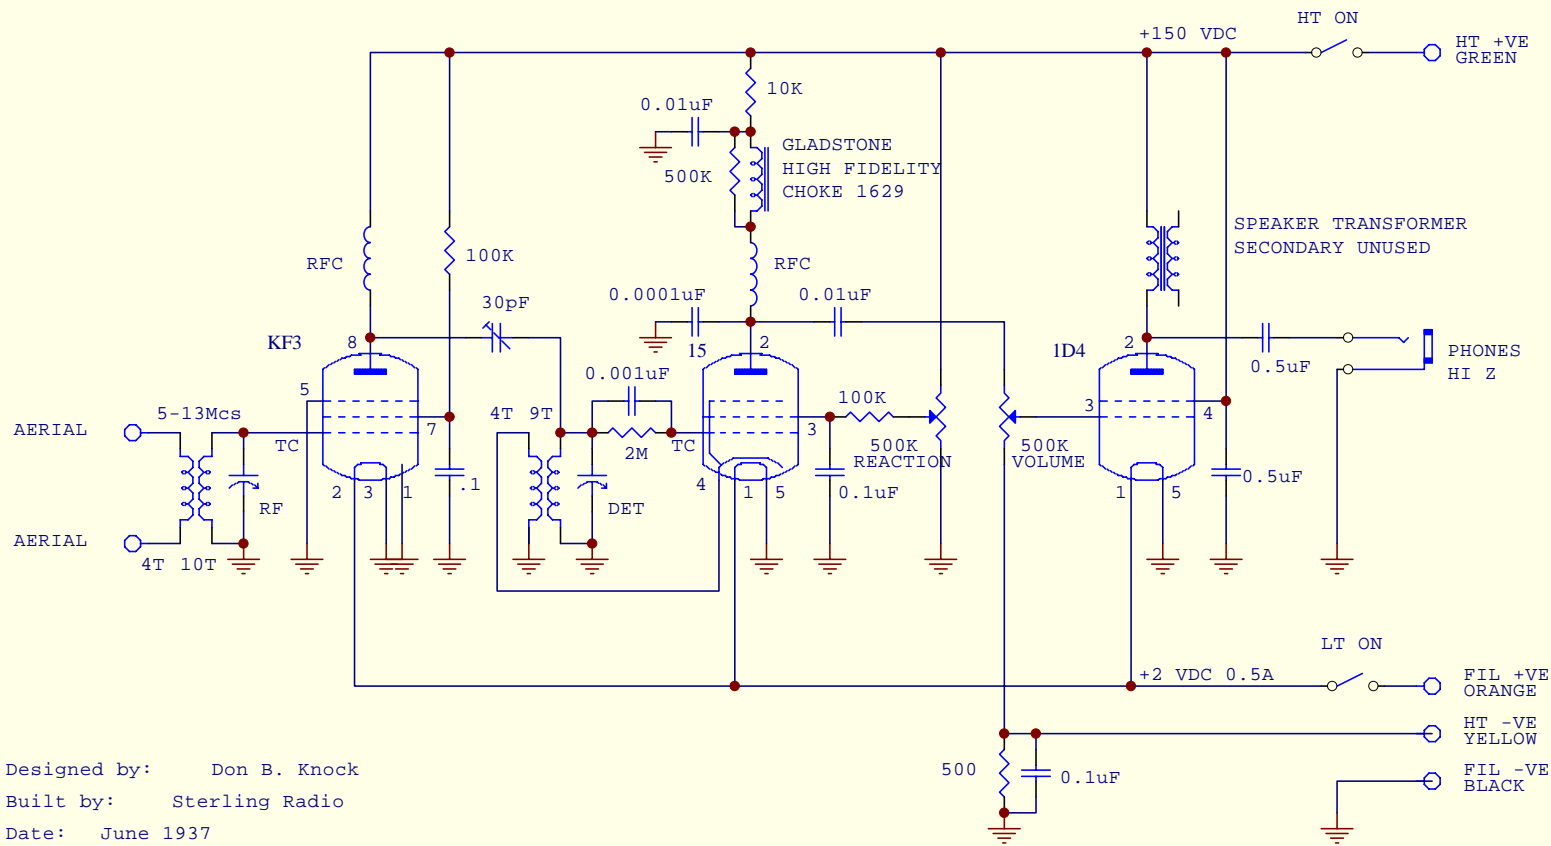 HT ON
+150 VDC
HT +VE
GREEN
10K
0.01uF
GLADSTONE
HIGH FIDELITY
CHOKE 1629
500K
SPEAKER TRANSFORMER
SECONDARY UNUSED
RFC
100K
RFC
30pF
0.0001uF
0.01uF
KF3
8
15
2
1D4
2
PHONES
HI Z
0.5uF
0.001uF
5
5-13Mcs
4T 9T
100K
3
4
AERIAL
7
TC
2M
TC
3
500K
REACTION
500K
VOLUME
2
3
1
.1
4
1
5
0.1uF
1
5
0.5uF
RF
DET
AERIAL
4T 10T
LT ON
+2 VDC 0.5A
FIL +VE
ORANGE
HT -VE
YELLOW
500
0.1uF
FIL -VE
BLACK
Designed by: Don B. Knock
Built by: Sterling Radio
Date: June 1937